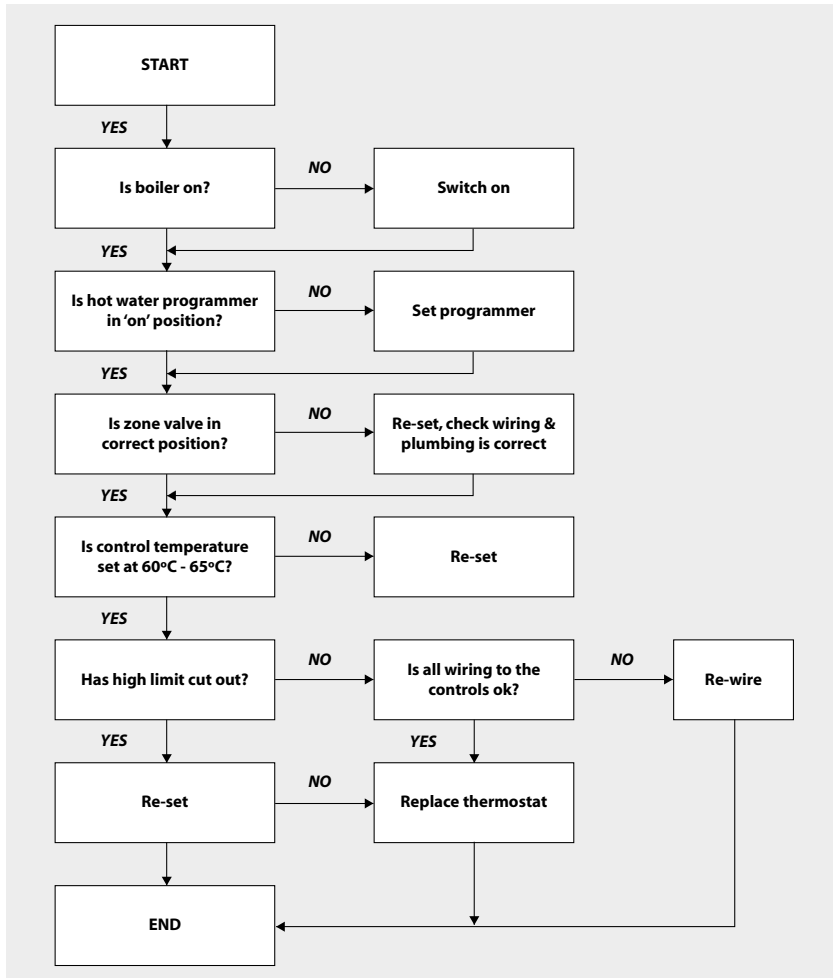 START
YES
Is boiler on?
NO
Switch on
YES
Is hot water programmer
in ‘on’ position?
NO
Set programmer
YES
Is zone valve in
correct position?
NO
Re-set, check wiring &
plumbing is correct
YES
Is control temperature
set at 60ºC - 65ºC?
NO
Re-set
YES
Has high limit cut out?
NO
Is all wiring to the
controls ok?
NO
Re-wire
YES
YES
Re-set
NO
Replace thermostat
END